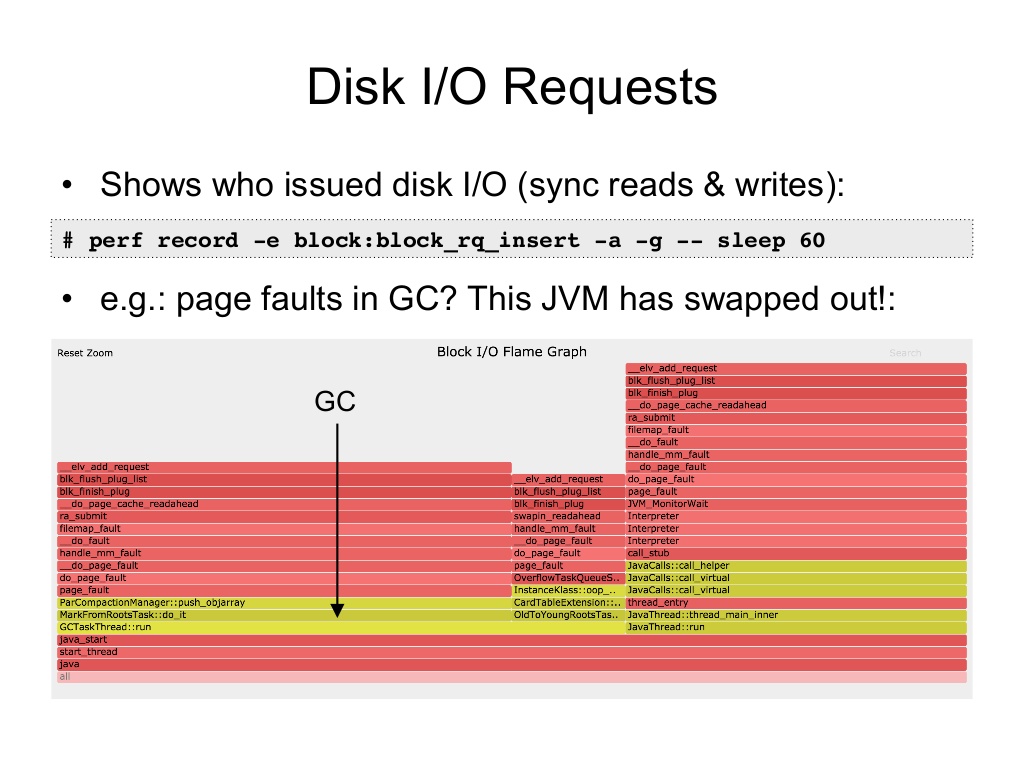 Disk I/O Requests
• Shows who issued disk I/O (sync reads & writes):
# perf record -e block:block_rq_insert -a -g -- sleep 60
• e.g.: page faults in GC? This JVM has swapped out!:
Reset Zoom
Block I/O Flame Graph
Search
GC
__elv_add_request
blk_flush_plug_list
blk_finish_plug
__do_page_cache_readahead
ra_submit
filemap_fault
__do_fault
handle_mm_fault
__do_page_fault
do_page_fault
page_fault
ParCompactionManager::push_objarray
MarkFromRootsTask::do_it
GCTaskThread::run
java_start
start_thread
java
all
__elv_add_request
blk_flush_plug_list
blk_finish_plug
swapin_readahead
handle_mm_fault
__do_page_fault
do_page_fault
page_fault
OverflowTaskQueueS..
InstanceKlass::oop_..
CardTableExtension::..
OldToYoungRootsTas..
__elv_add_request
blk_flush_plug_list
blk_finish_plug
__do_page_cache_readahead
ra_submit
filemap_fault
__do_fault
handle_mm_fault
__do_page_fault
do_page_fault
page_fault
JVM_MonitorWait
Interpreter
Interpreter
Interpreter
call_stub
JavaCalls::call_helper
JavaCalls::call_virtual
JavaCalls::call_virtual
thread_entry
JavaThread::thread_main_inner
JavaThread::run